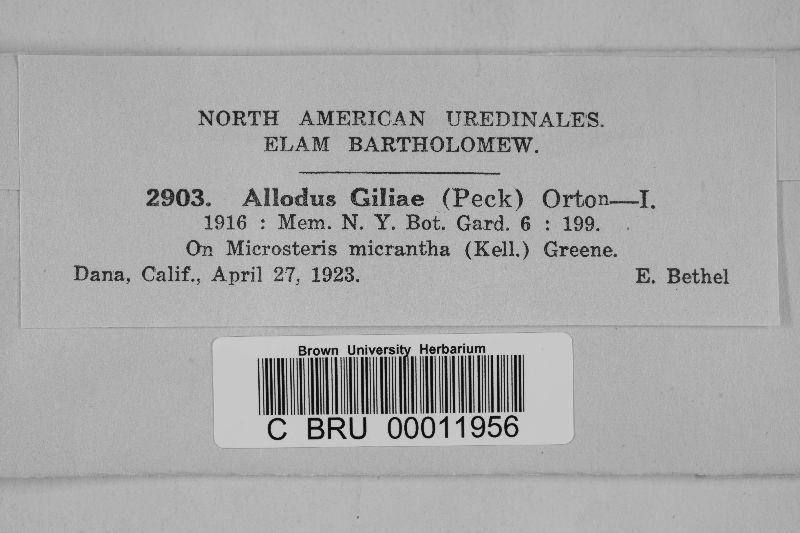 NORTH AMERICAN UREDINALES.
ELAM BARTHOLOMEW.
2903. Allodus Giliae (Peck) Orton—I.
1916 : Mem. N. Y. Bot. Gard. 6 : 199.
On Microsteris micrantha (Kell.) Greene.
Dana, Calif., April 27, 1923. E. Bethel
Brown University Herbarium
C BRU 00011956